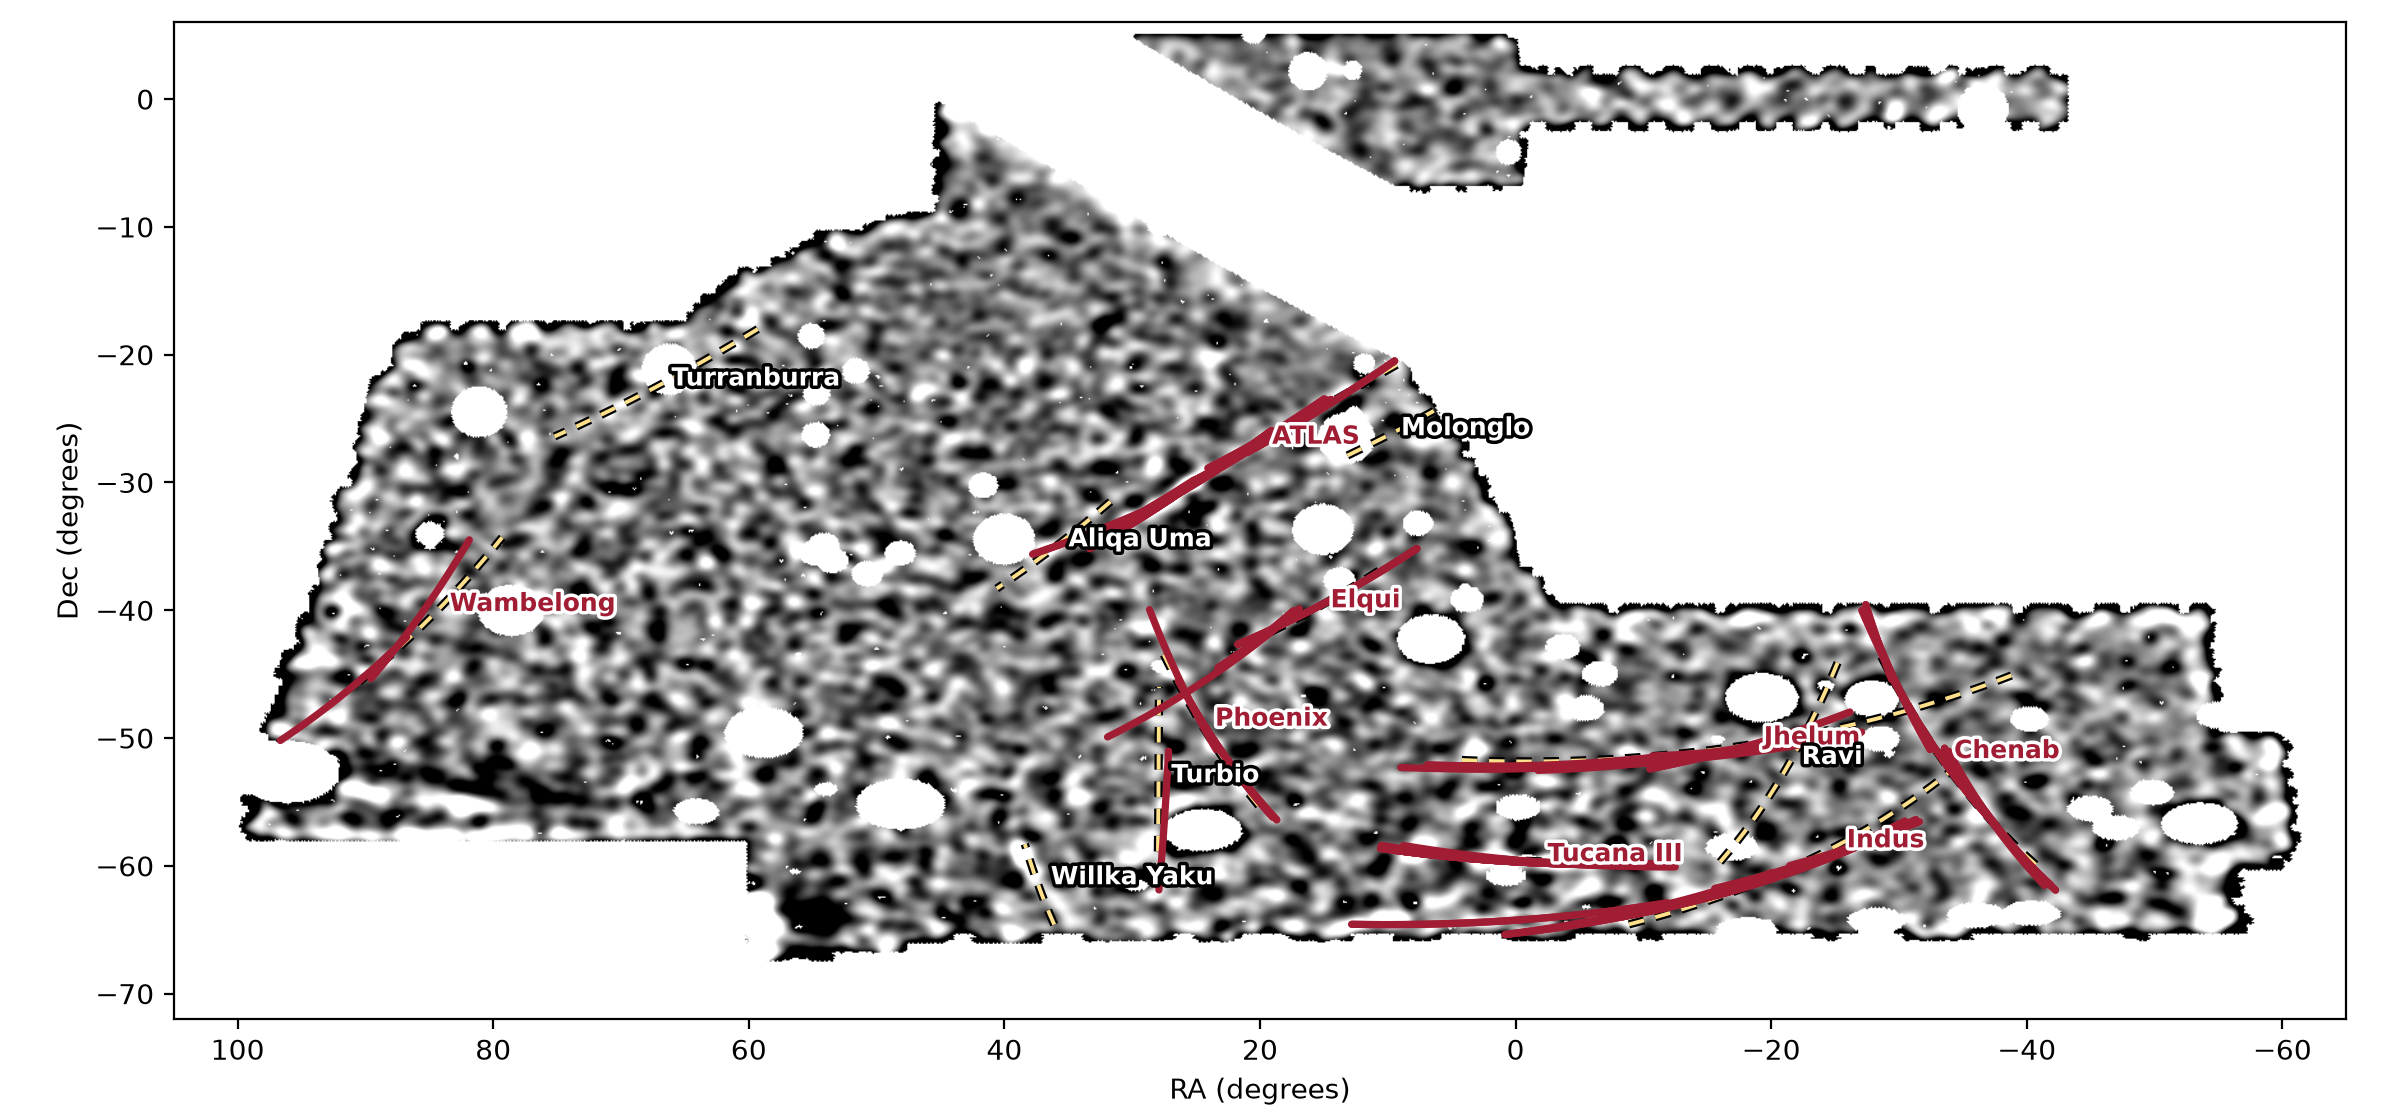 0
−10
−20
−30
−40
−50
−60
−70
Dec (degrees)
100
80
60
40
20
0
−20
−40
−60
RA (degrees)
Turranburra
ATLAS
Molonglo
Aliqa Uma
Wambelong
Elqui
Phoenix
Jhelum
Ravi
Chenab
Turbio
Indus
Tucana III
Willka Yaku